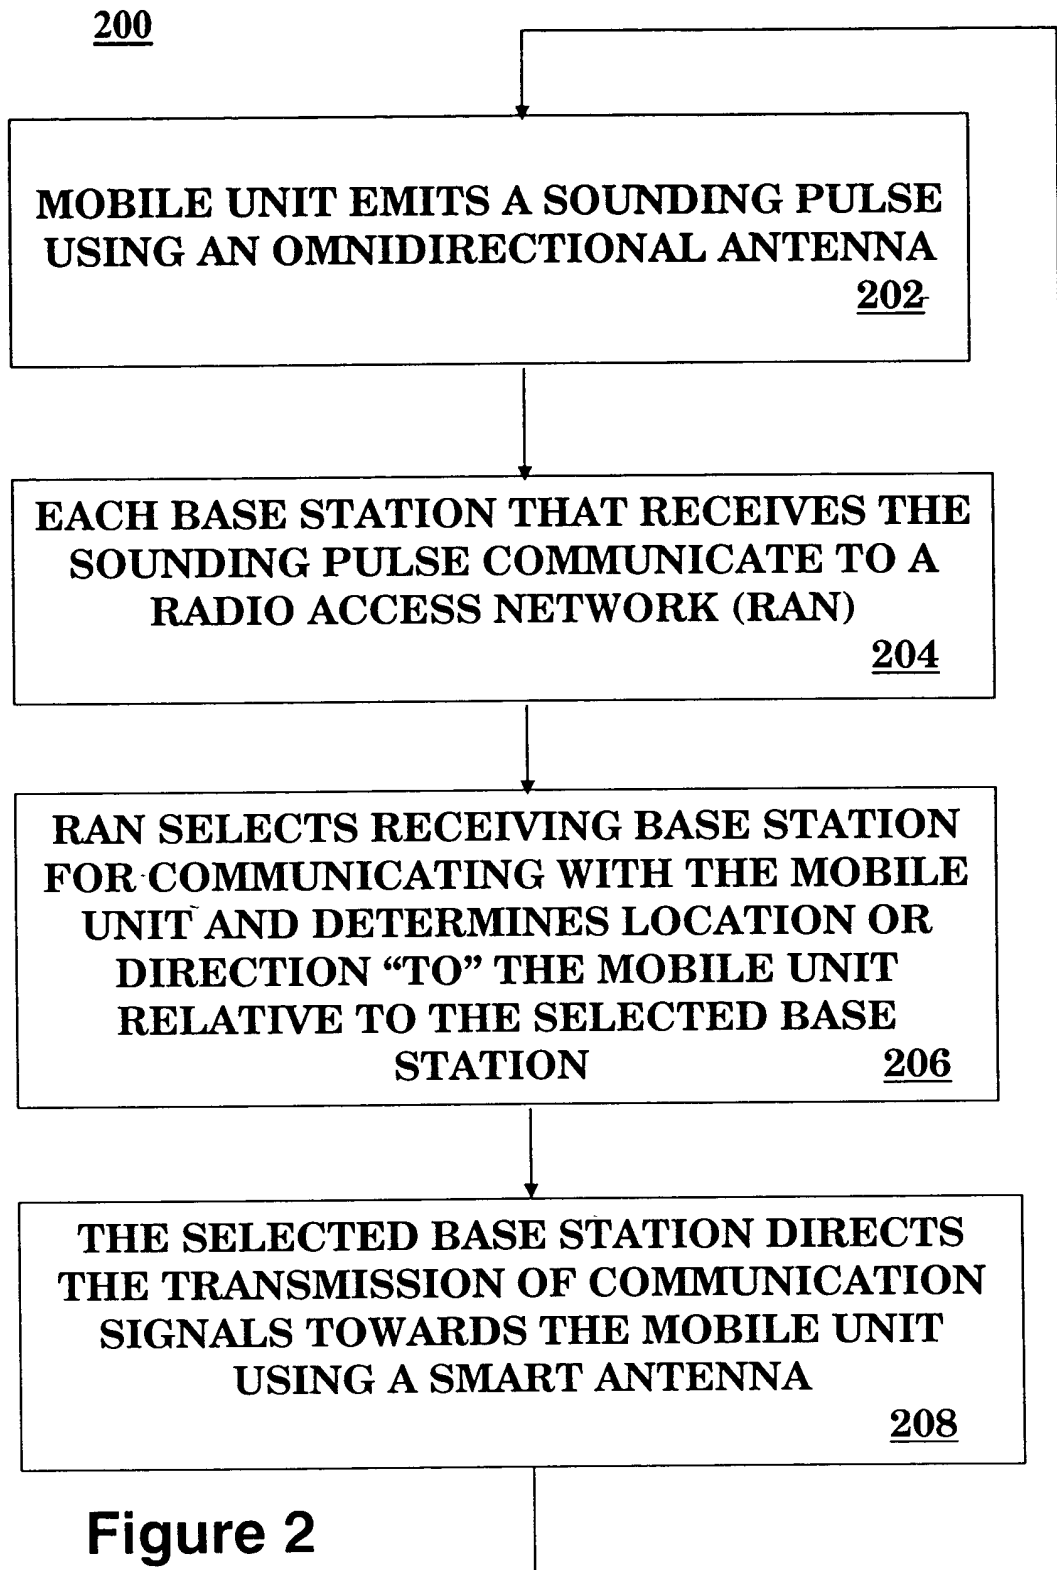 200
MOBILE UNIT EMITS A SOUNDING PULSE
USING AN OMNIDIRECTIONAL ANTENNA
202
EACH BASE STATION THAT RECEIVES THE
SOUNDING PULSE COMMUNICATE TO A
RADIO ACCESS NETWORK (RAN)
204
RAN SELECTS RECEIVING BASE STATION
FOR COMMUNICATING WITH THE MOBILE
UNIT AND DETERMINES LOCATION OR
DIRECTION “TO” THE MOBILE UNIT
RELATIVE TO THE SELECTED BASE
STATION 206
THE SELECTED BASE STATION DIRECTS
THE TRANSMISSION OF COMMUNICATION
SIGNALS TOWARDS THE MOBILE UNIT
USING A SMART ANTENNA
208
Figure 2